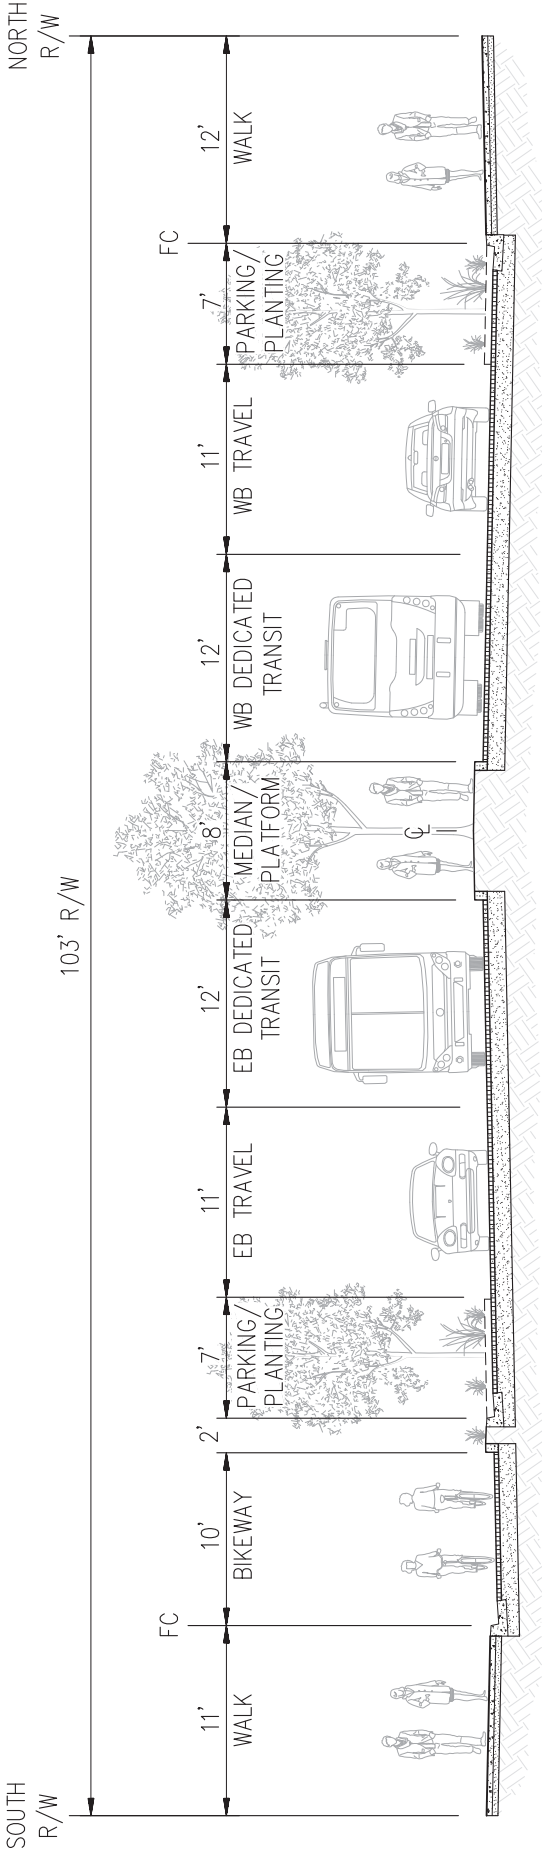 SOUTH
R/W
NORTH
R/W
103' R/W
FC
FC
11'
WALK
10'
BIKEWAY
2'
7'
PARKING/
PLANTING
11'
EB TRAVEL
12'
EB DEDICATED
TRANSIT
8'
MEDIAN/
PLATFORM
12'
WB DEDICATED
TRANSIT
11'
WB TRAVEL
7'
PARKING/
PLANTING
12'
WALK
CL